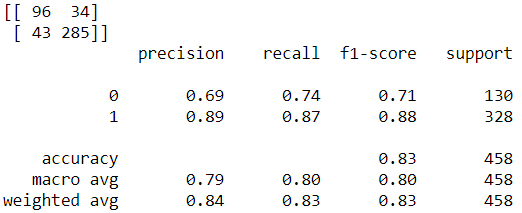 [[ 96 34]
[ 43 285]]
precision recall f1-score support
0 0.69 0.74 0.71 130
1 0.89 0.87 0.88 328
accuracy 0.83 458
macro avg 0.79 0.80 0.80 458
weighted avg 0.84 0.83 0.83 458